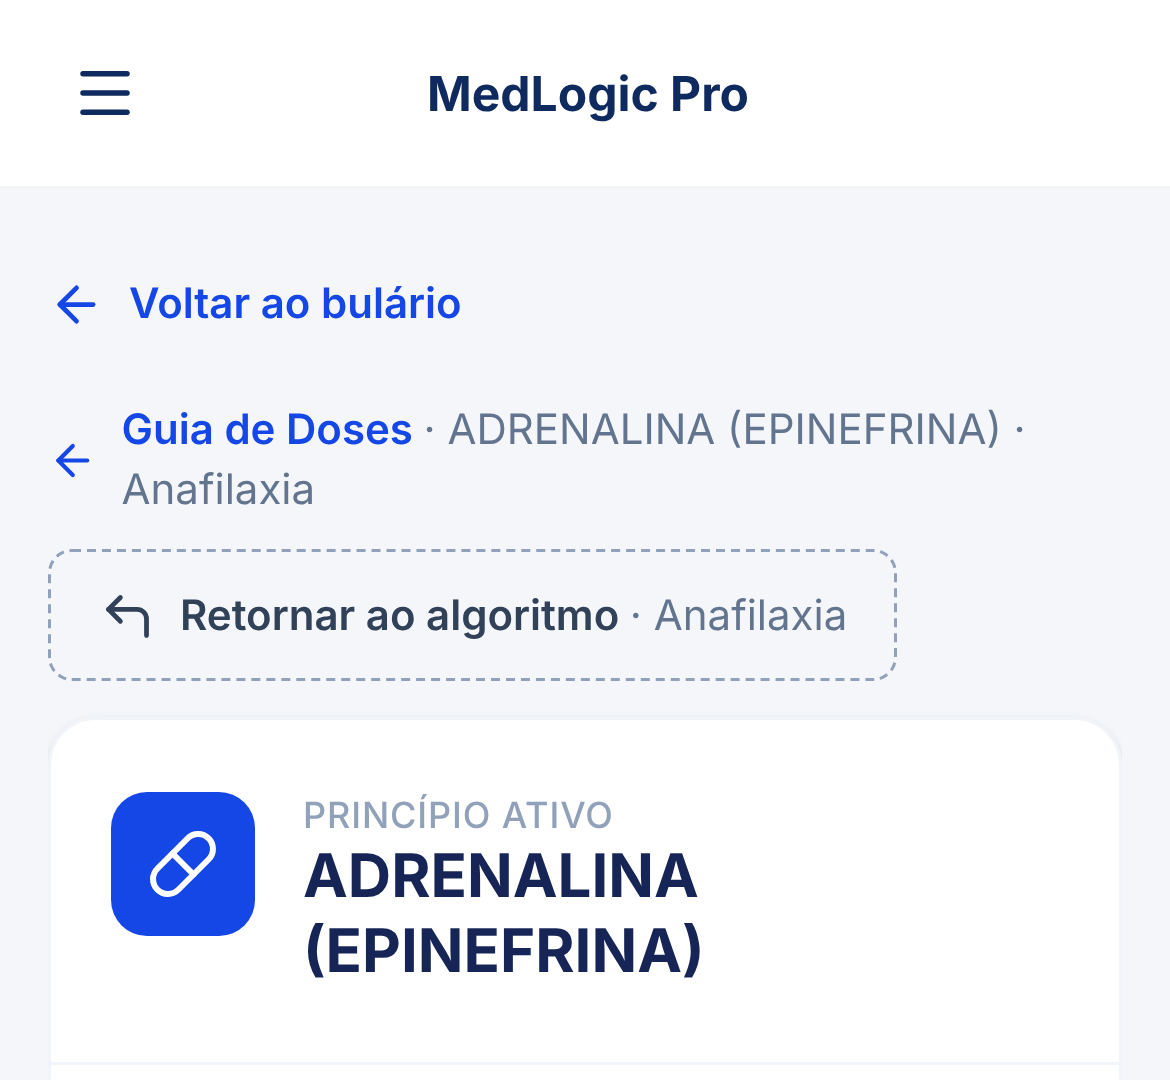 MedLogic Pro
Voltar ao bulário
Guia de Doses · ADRENALINA (EPINEFRINA) ·
Anafilaxia
Retornar ao algoritmo · Anafilaxia
PRINCÍPIO ATIVO
ADRENALINA
(EPINEFRINA)